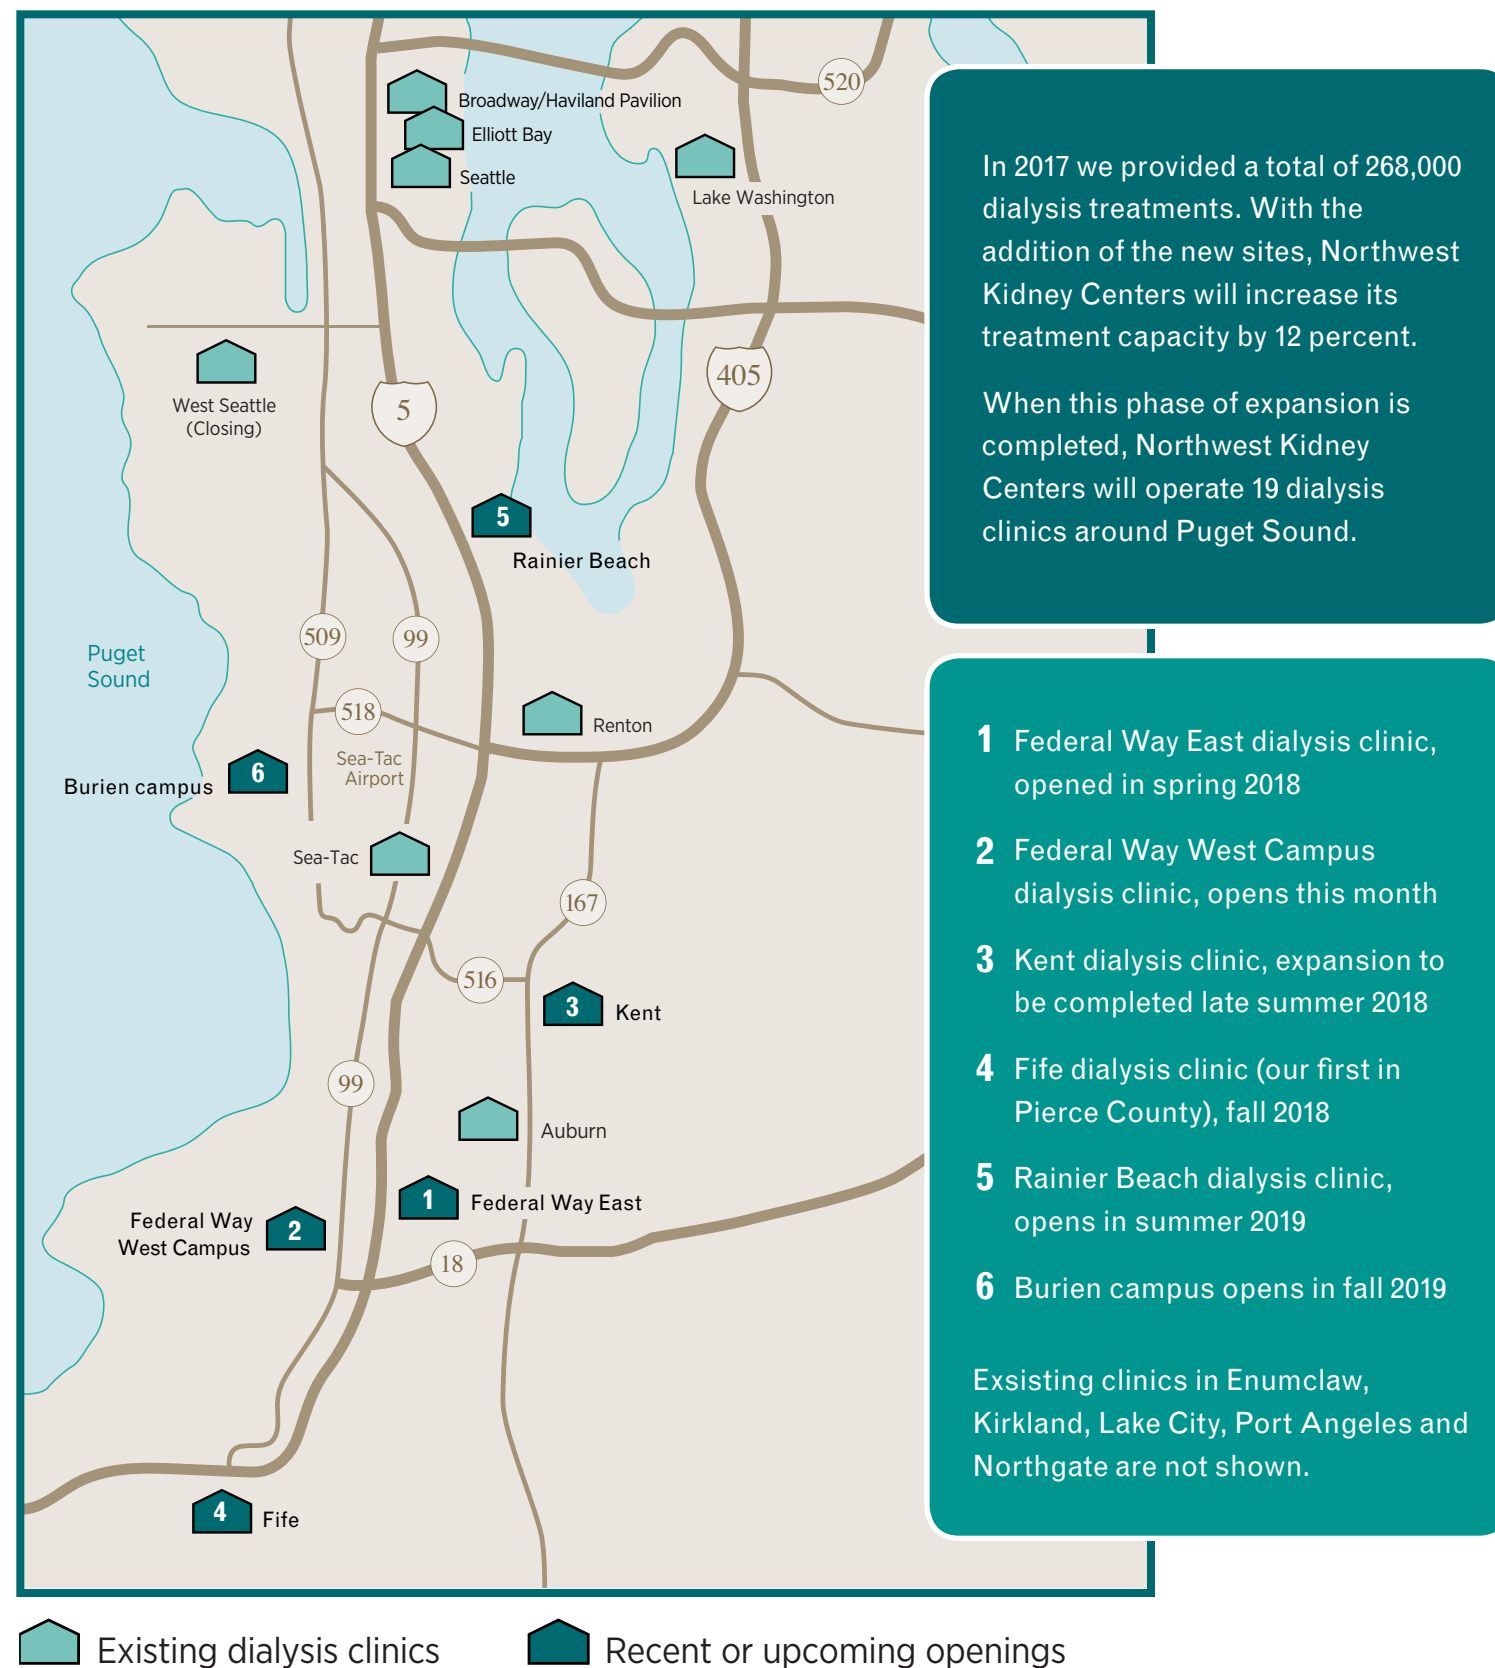 520
Broadway/Haviland Pavilion
Elliott Bay
Seattle
Lake Washington
West Seattle
(Closing)
5
405
5
Rainier Beach
509
99
Puget
Sound
518
Renton
Sea-Tac
Airport
6
Burien campus
Sea-Tac
167
516
3
Kent
99
Auburn
1
Federal Way East
Federal Way
West Campus
2
18
4
Fife
In 2017 we provided a total of 268,000
dialysis treatments. With the
addition of the new sites, Northwest
Kidney Centers will increase its
treatment capacity by 12 percent.
When this phase of expansion is
completed, Northwest Kidney
Centers will operate 19 dialysis
clinics around Puget Sound.
1 Federal Way East dialysis clinic,
opened in spring 2018
2 Federal Way West Campus
dialysis clinic, opens this month
3 Kent dialysis clinic, expansion to
be completed late summer 2018
4 Fife dialysis clinic (our first in
Pierce County), fall 2018
5 Rainier Beach dialysis clinic,
opens in summer 2019
6 Burien campus opens in fall 2019
Exsisting clinics in Enumclaw,
Kirkland, Lake City, Port Angeles and
Northgate are not shown.
Existing dialysis clinics
Recent or upcoming openings